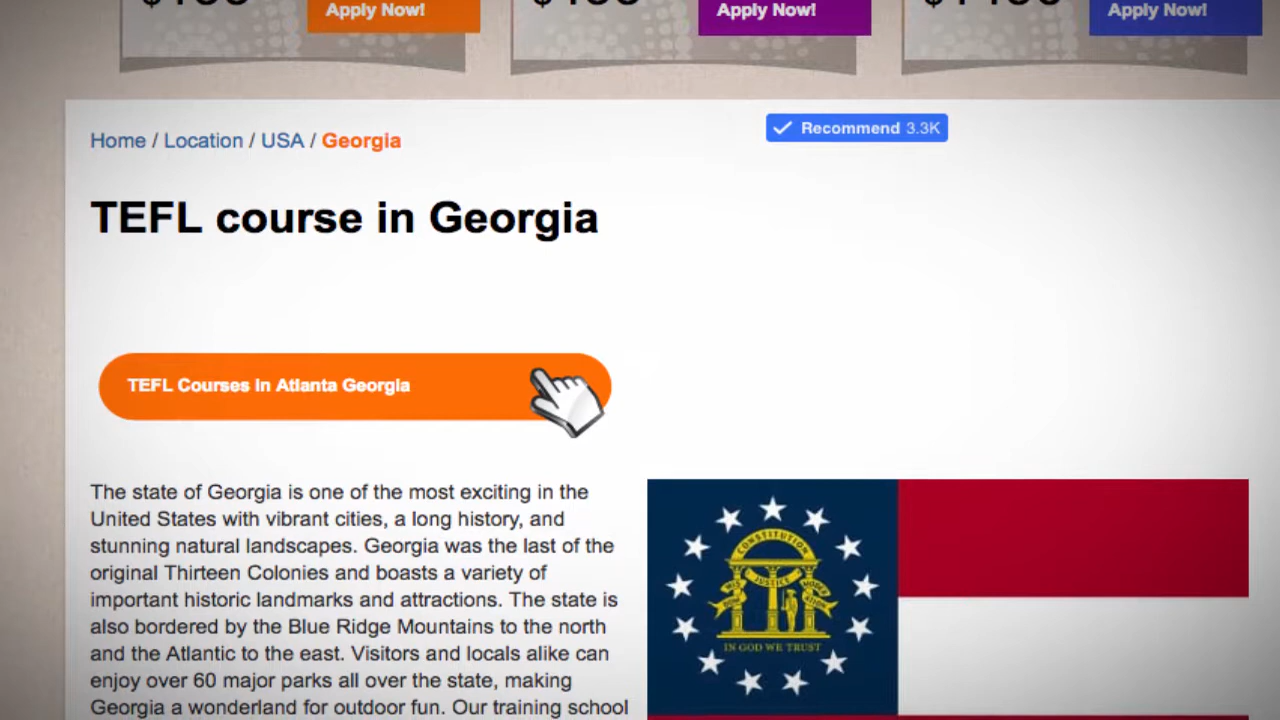 Apply Now!
Apply Now!
Apply Now!
Home / Location / USA / Georgia
Recommend 3.3K
TEFL course in Georgia
TEFL Courses in Atlanta Georgia
The state of Georgia is one of the most exciting in the
United States with vibrant cities, a long history, and
stunning natural landscapes. Georgia was the last of the
original Thirteen Colonies and boasts a variety of
important historic landmarks and attractions. The state is
also bordered by the Blue Ridge Mountains to the north
and the Atlantic to the east. Visitors and locals alike can
enjoy over 60 major parks all over the state, making
Georgia a wonderland for outdoor fun. Our training school
CONSTITUTION
JUSTICE
IN GOD WE TRUST